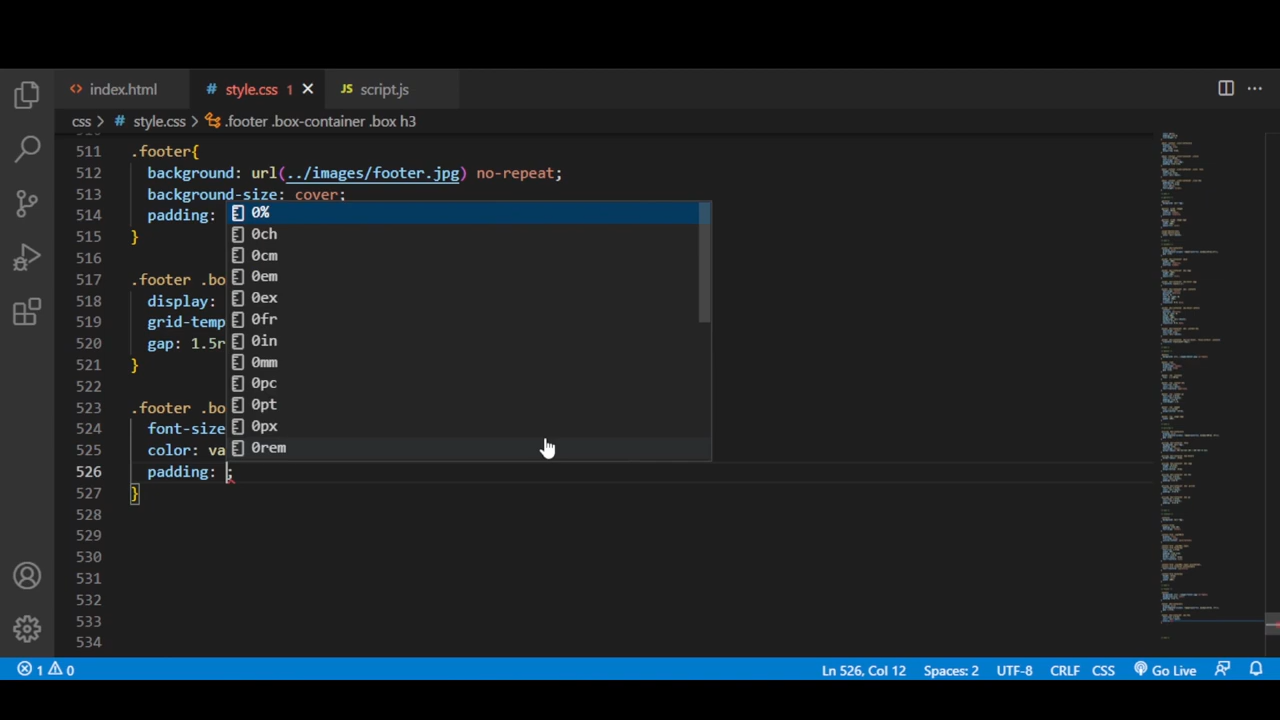 index.html
style.css 1
JS script.js
css
style.css
.footer .box-container .box h3
511 .footer{
512 background: url(../images/footer.jpg) no-repeat;
513 background-size: cover;
514 padding:
0%
515 }
0ch
516
0cm
517 .footer .bo
0em
518 display:
0ex
519 grid-temp
0fr
520 gap: 1.5r
0in
521 }
0mm
522
0pc
523 .footer .bo
0pt
524 font-size
0px
525 color: va
0rem
526 padding: ;
527 }
528
529
530
531
532
533
534
1 0
Ln 526, Col 12
Spaces: 2
UTF-8
CRLF
CSS
Go Live